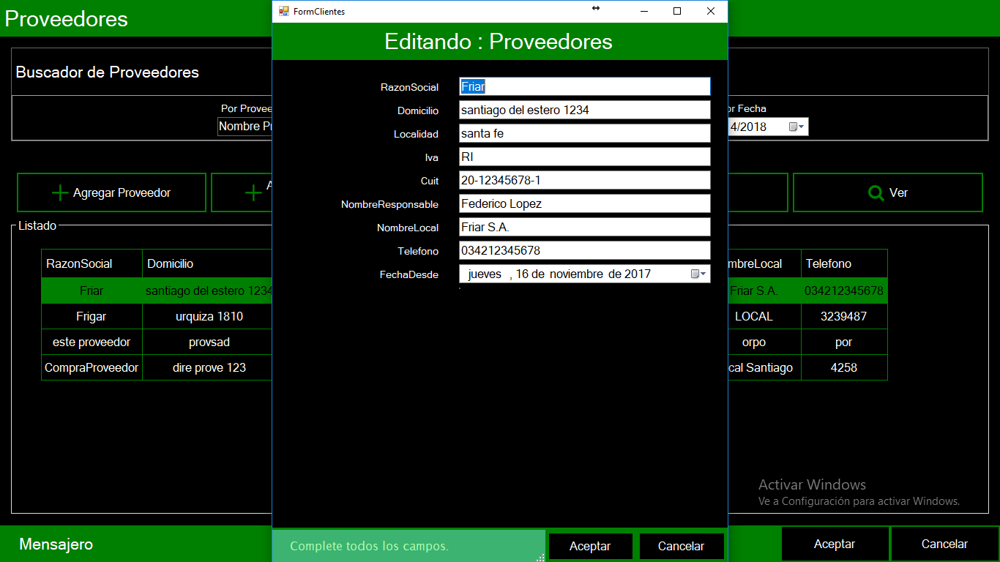 Proveedores
Buscador de Proveedores
Por Provee
Nombre P
or Fecha
4/2018
Agregar Proveedor
A
Ver
Listado
RazonSocial Domicilio
Friar santiago del estero 1234
Frigar urquiza 1810
este proveedor provsad
CompraProveedor dire prove 123
mbreLocal Telefono
Friar S.A. 034212345678
LOCAL 3239487
orpo por
cal Santiago 4258
FormClientes
Editando : Proveedores
RazonSocial Friar
Domicilio santiago del estero 1234
Localidad santa fe
Iva RI
Cuit 20-12345678-1
NombreResponsable Federico Lopez
NombreLocal Friar S.A.
Telefono 034212345678
FechaDesde jueves , 16 de noviembre de 2017
Complete todos los campos.
Aceptar Cancelar
Activar Windows
Ve a Configuración para activar Windows.
Mensajero
Aceptar Cancelar